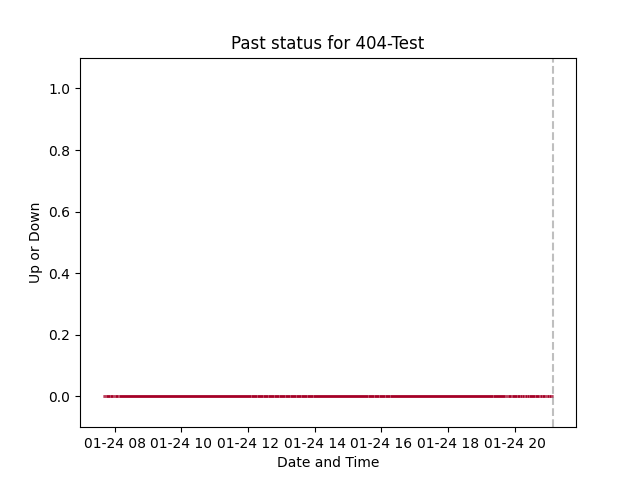 Past status for 404-Test
1.0
0.8
0.6
0.4
0.2
0.0
Up or Down
01-24 08 01-24 10 01-24 12 01-24 14 01-24 16 01-24 18 01-24 20
Date and Time